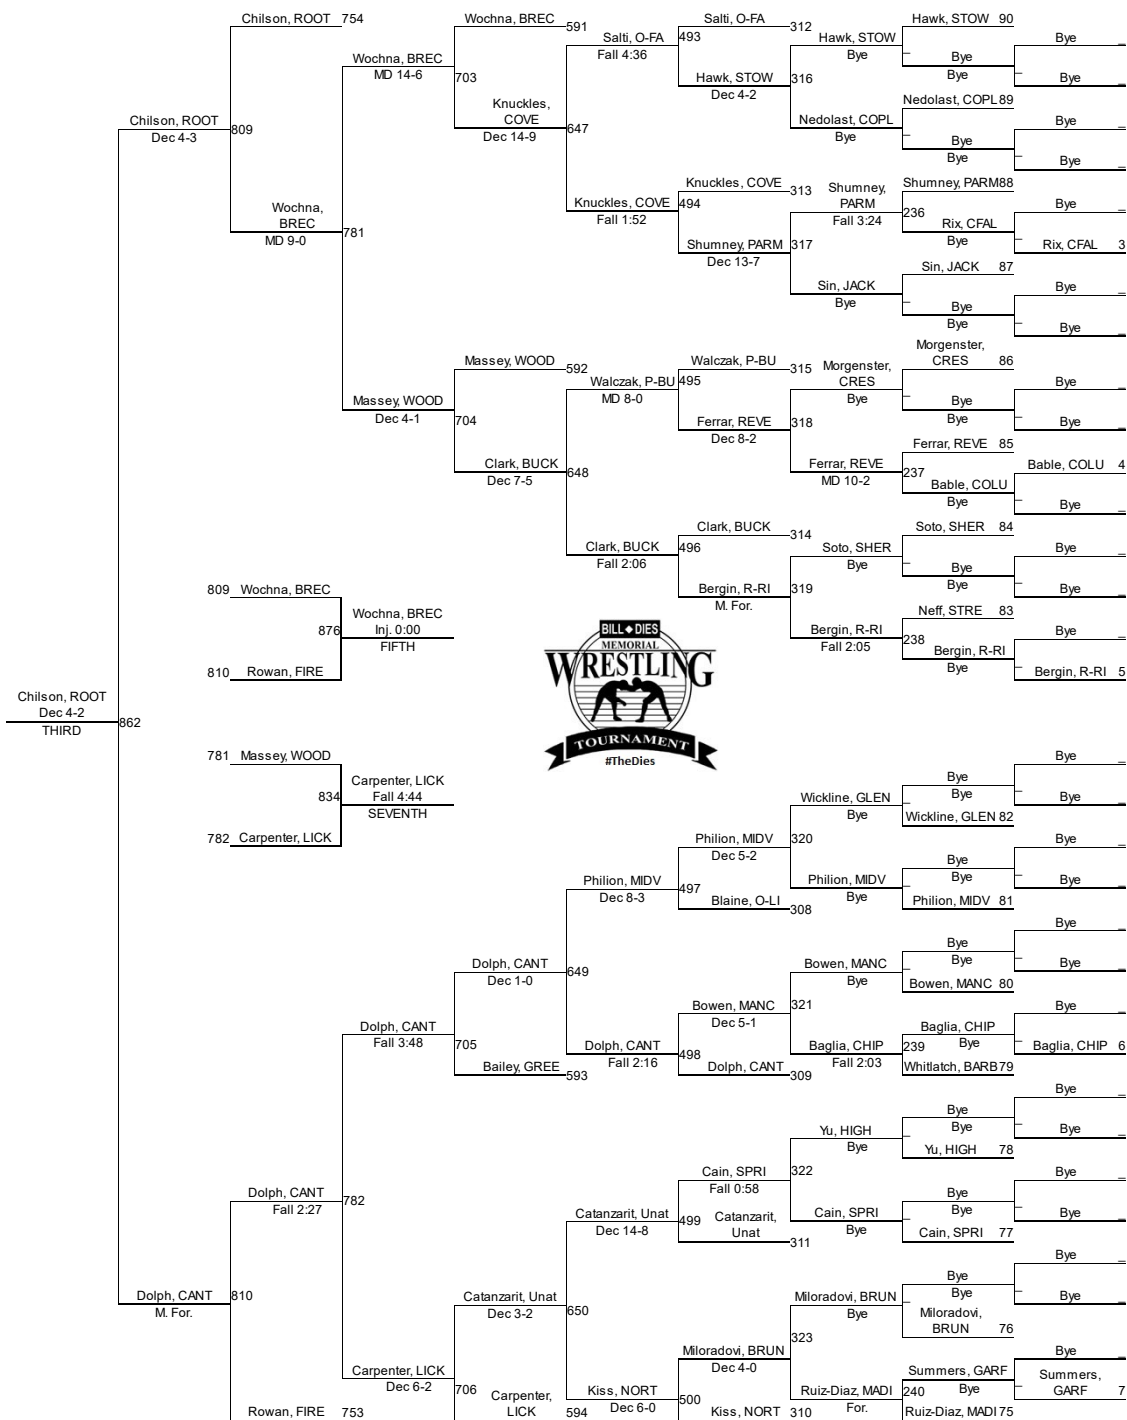 Chilson, ROOT 754
Wochna, BREC 591
Salti, O-FA 312
Hawk, STOW 90
Bye _
Salti, O-FA 493
Fall 4:36
Hawk, STOW
Bye
_ Bye
Bye
Wochna, BREC
MD 14-6
703
Hawk, STOW 316
Dec 4-2
_ Bye _
Knuckles,
COVE
Dec 14-9
647
Nedolast, COPL 89
Chilson, ROOT
Dec 4-3
809
Nedolast, COPL
Bye
_ Bye
Bye
Bye _
_ Bye _
Knuckles, COVE 313
Shumney,
PARM
Fall 3:24
Shumney, PARM 88
Knuckles, COVE 494
Fall 1:52
236
Rix, CFAL
Bye
Bye _
Wochna,
BREC
MD 9-0
781
Shumney, PARM 317
Dec 13-7
_ Rix, CFAL 3
Sin, JACK 87
Sin, JACK
Bye
_ Bye
Bye
Bye _
_ Bye _
Massey, WOOD 592
Walczak, P-BU 315
Morgenster,
CRES 86
Walczak, P-BU 495
MD 8-0
Morgenster,
CRES
Bye
Bye _
Massey, WOOD
Dec 4-1
704
_ Bye
Bye
Ferrar, REVE 318
Dec 8-2
_ Bye _
Ferrar, REVE 85
Clark, BUCK 648
Dec 7-5
Ferrar, REVE
MD 10-2
237
Bable, COLU
Bye
Bable, COLU 4
_ Bye _
Clark, BUCK 314
Soto, SHER 84
Clark, BUCK 496
Fall 2:06
Soto, SHER
Bye
_ Bye
Bye
Bye _
809 Wochna, BREC
Bergin, R-RI 319
M. For.
_ Bye _
Wochna, BREC
876 Inj. 0:00
FIFTH
Neff, STRE 83
Bergin, R-RI
Fall 2:05
238
Bergin, R-RI
Bye
Bye _
810 Rowan, FIRE
_ Bergin, R-RI 5
BILL DIES
MEMORIAL
WRESTLING
TOURNAMENT
#TheDies
Chilson, ROOT
Dec 4-2
THIRD
862
781 Massey, WOOD
Bye _
Carpenter, LICK
834 Fall 4:44
SEVENTH
Wickline, GLEN
Bye
Bye
_ Bye
_ Bye _
Wickline, GLEN 82
782 Carpenter, LICK
Philion, MIDV 320
Dec 5-2
Bye _
Philion, MIDV 497
Dec 8-3
Philion, MIDV
Bye
Bye
_ Bye
_ Bye _
Blaine, O-LI 308
Philion, MIDV 81
Bye _
Dolph, CANT 649
Dec 1-0
Bowen, MANC
Bye
Bye
_ Bye
_ Bye _
Bowen, MANC 80
Bowen, MANC 321
Dec 5-1
Bye _
Dolph, CANT
Fall 3:48
705
Dolph, CANT 498
Fall 2:16
Baglia, CHIP
Fall 2:03
239
Baglia, CHIP
Bye
_ Baglia, CHIP 6
Bailey, GREE 593
Dolph, CANT 309
Whitlatch, BARB 79
Bye _
Yu, HIGH
Bye
Bye
_ Bye
_ Bye _
Yu, HIGH 78
Cain, SPRI 322
Fall 0:58
Bye _
Dolph, CANT 782
Fall 2:27
Catanzarit, Unat 499
Dec 14-8
Catanzarit,
Unat 311
Cain, SPRI
Bye
Bye
_ Bye
_ Bye _
Cain, SPRI 77
Bye _
Dolph, CANT 810
M. For.
Catanzarit, Unat 650
Dec 3-2
Miloradovi, BRUN
Bye
Bye
_ Bye
_ Bye _
Miloradovi,
BRUN 76
Miloradovi, BRUN 323
Dec 4-0
Bye _
Carpenter, LICK
Dec 6-2
706
Summers, GARF
Bye
_ Summers,
GARF 7
Kiss, NORT 500
Dec 6-0
Ruiz-Diaz, MADI 240
For.
Rowan, FIRE 753
Carpenter,
LICK 594
Kiss, NORT 310
Ruiz-Diaz, MADI 75